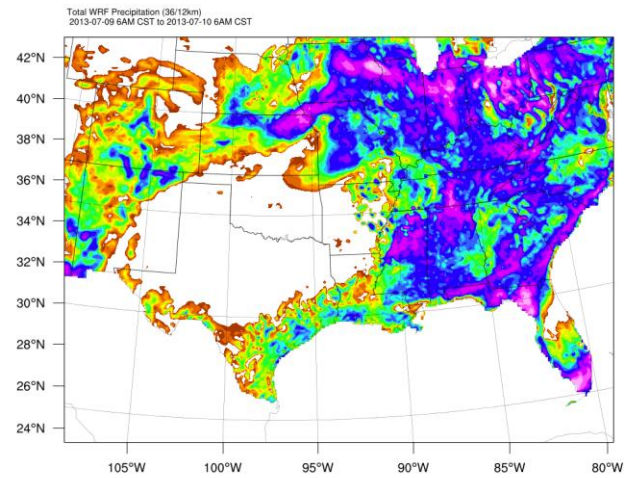 Total WRF Precipitation (36/12km)
2013-07-09 6AM CST to 2013-07-10 6AM CST
42°N
40°N
38°N
36°N
34°N
32°N
30°N
28°N
26°N
24°N
105°W 100°W 95°W 90°W 85°W 80°W